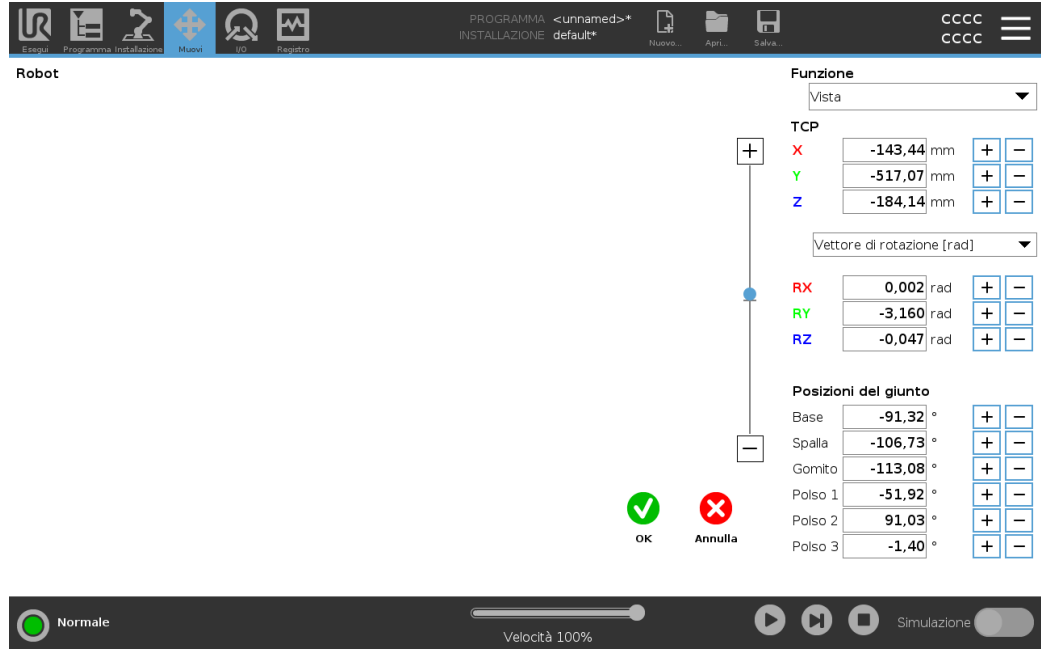 UR
Esegui
Programma
Installazione
Muovi
I/O
Registro
PROGRAMMA <unnamed>*
INSTALLAZIONE default*
Nuovo...
Apri...
Salva...
CCCC
CCCC
Robot
Funzione
Vista
TCP
X -143,44 mm + −
Y -517,07 mm + −
Z -184,14 mm + −
Vettore di rotazione [rad]
RX 0,002 rad + −
RY -3,160 rad + −
RZ -0,047 rad + −
Posizioni del giunto
Base -91,32 ° + −
Spalla -106,73 ° + −
Gomito -113,08 ° + −
Polso 1 -51,92 ° + −
Polso 2 91,03 ° + −
Polso 3 -1,40 ° + −
+
−
OK
Annulla
Normale
Velocità 100%
Simulazione